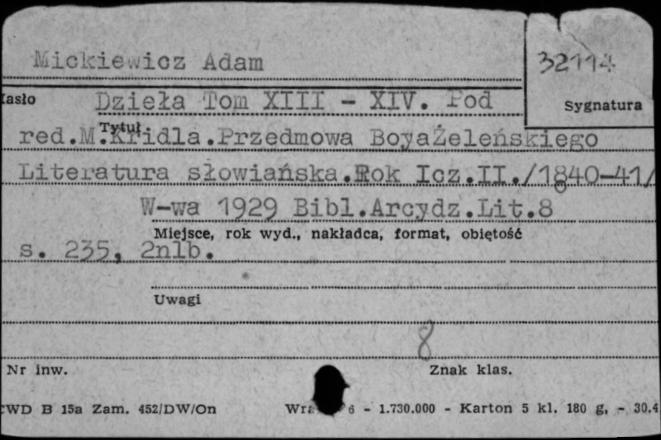 Mickiewicz Adam
32114
Hasło
Dzieła Tom XIII - XIV. Pod
Sygnatura
Tytuł
red.M.Kridla.Przedmowa BoyaŻeleńskiego
Literatura słowiańska.Rok Icz.II./1840-41/
W-wa 1929 Bibl.Arcydz.Lit.8
Miejsce, rok wyd., nakładca, format, objętość
s. 235, 2nlb.
Uwagi
8
Nr inw.
Znak klas.
CWD B 15a Zam. 452/DW/On
6 - 1.730.000 - Karton 5 kl. 180 g, - 30.4